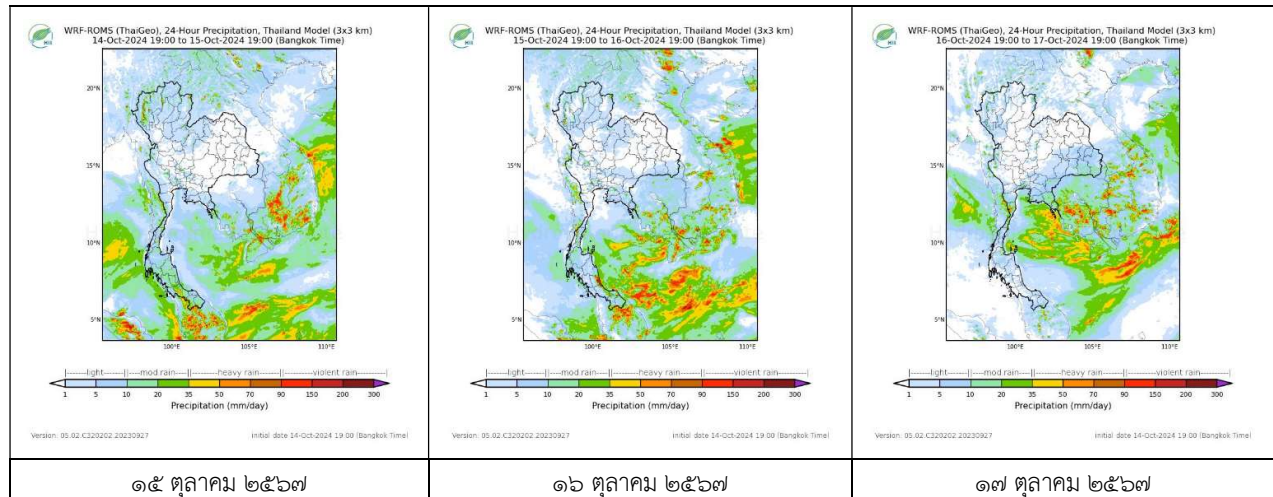 WRF-ROMS (ThaiGeo), 24-Hour Precipitation, Thailand Model (3x3 km)
14-Oct-2024 19:00 to 15-Oct-2024 19:00 (Bangkok Time)
20°N
15°N
10°N
5°N
100°E 105°E 110°E
|-------light-------||----mod rain----||---------heavy rain---------||---------violent rain---------|
1 5 10 20 35 50 70 90 150 200 300
Precipitation (mm/day)
Version: 05.02.C320202.20230927 initial date 14-Oct-2024 19:00 (Bangkok Time)
๑๕ ตุลาคม ๒๕๖๗
WRF-ROMS (ThaiGeo), 24-Hour Precipitation, Thailand Model (3x3 km)
15-Oct-2024 19:00 to 16-Oct-2024 19:00 (Bangkok Time)
20°N
15°N
10°N
5°N
100°E 105°E 110°E
|-------light-------||----mod rain----||---------heavy rain---------||---------violent rain---------|
1 5 10 20 35 50 70 90 150 200 300
Precipitation (mm/day)
Version: 05.02.C320202.20230927 initial date 14-Oct-2024 19:00 (Bangkok Time)
๑๖ ตุลาคม ๒๕๖๗
WRF-ROMS (ThaiGeo), 24-Hour Precipitation, Thailand Model (3x3 km)
16-Oct-2024 19:00 to 17-Oct-2024 19:00 (Bangkok Time)
20°N
15°N
10°N
5°N
100°E 105°E 110°E
|-------light-------||----mod rain----||---------heavy rain---------||---------violent rain---------|
1 5 10 20 35 50 70 90 150 200 300
Precipitation (mm/day)
Version: 05.02.C320202.20230927 initial date 14-Oct-2024 19:00 (Bangkok Time)
๑๗ ตุลาคม ๒๕๖๗